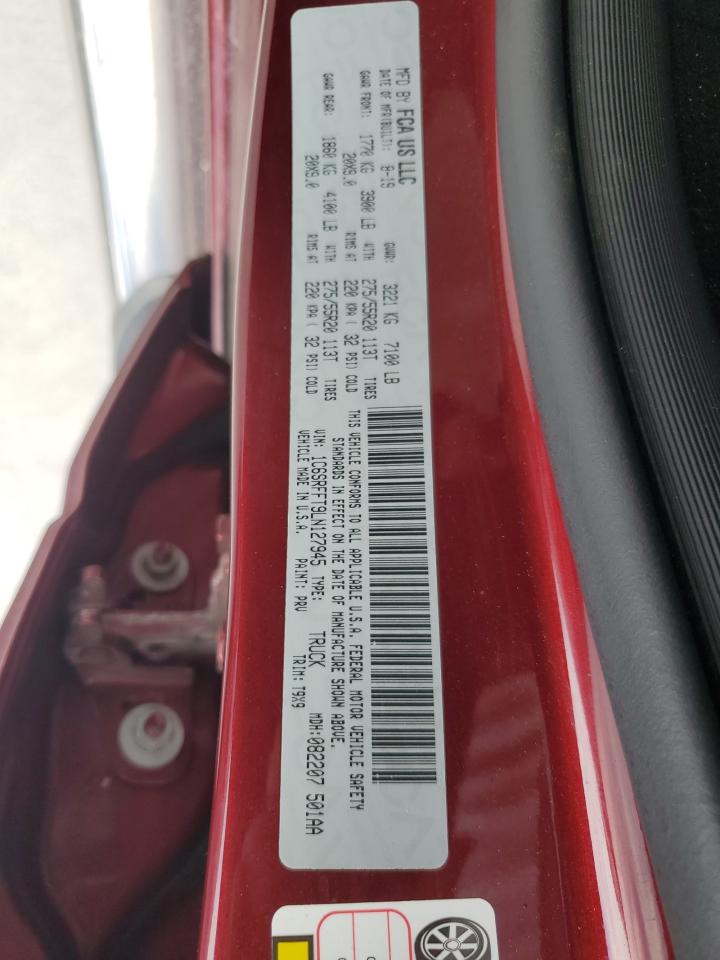 MFD BY FCA US LLC
DATE OF MFR(BUILT): 8-19 GVWR: 3221 KG 7100 LB
GAWR FRONT: 1770 KG 3900 LB WITH 275/55R20 113T TIRES
20X9.0 RIMS AT 220 KPA ( 32 PSI) COLD
GAWR REAR: 1860 KG 4100 LB WITH 275/55R20 113T TIRES
20X9.0 RIMS AT 220 KPA ( 32 PSI) COLD
THIS VEHICLE CONFORMS TO ALL APPLICABLE U.S.A. FEDERAL MOTOR VEHICLE SAFETY
STANDARDS IN EFFECT ON THE DATE OF MANUFACTURE SHOWN ABOVE.
VIN: 1C6SRFFT9LN127945 TYPE: TRUCK MDH:082207 501AA
VEHICLE MADE IN U.S.A. PAINT: PRV TRIM: T9X9